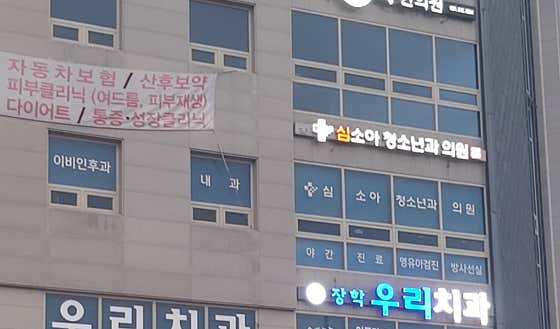 의원
자동차보험 / 산후보약
피부클리닉 (여드름, 피부재생)
다이어트 / 통증·성장클리닉
심소아 청소년과 의원
이비인후과
내 과
심 소 아 청소년과 의 원
야 간 진 료 영유아검진 방사선실
장학 우리치과
우리치과